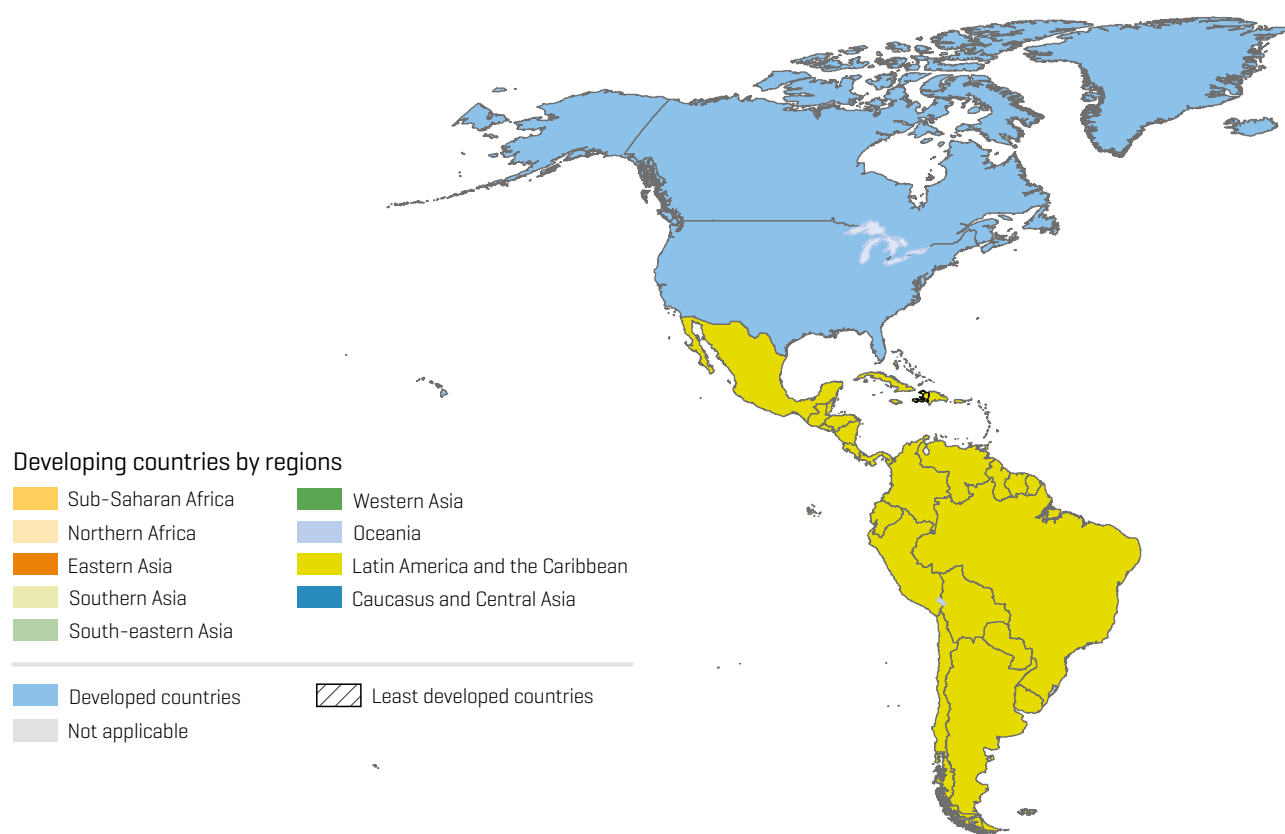 Developing countries by regions
Sub-Saharan Africa
Northern Africa
Eastern Asia
Southern Asia
South-eastern Asia
Western Asia
Oceania
Latin America and the Caribbean
Caucasus and Central Asia
Developed countries
Not applicable
Least developed countries